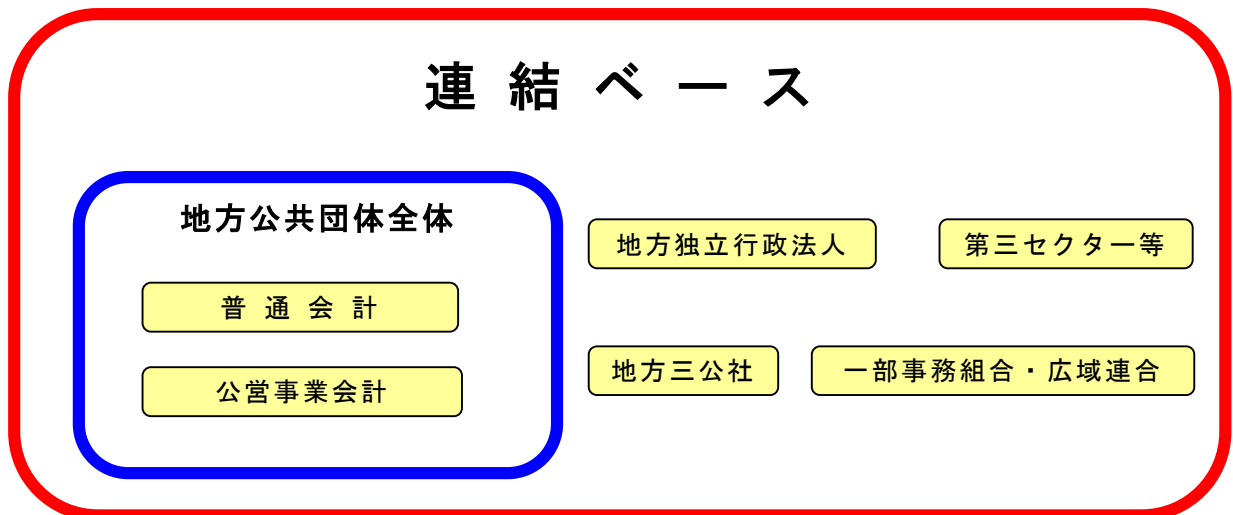 連結ベース
地方公共団体全体
普通会計
公営事業会計
地方独立行政法人
第三セクター等
地方三公社
一部事務組合・広域連合